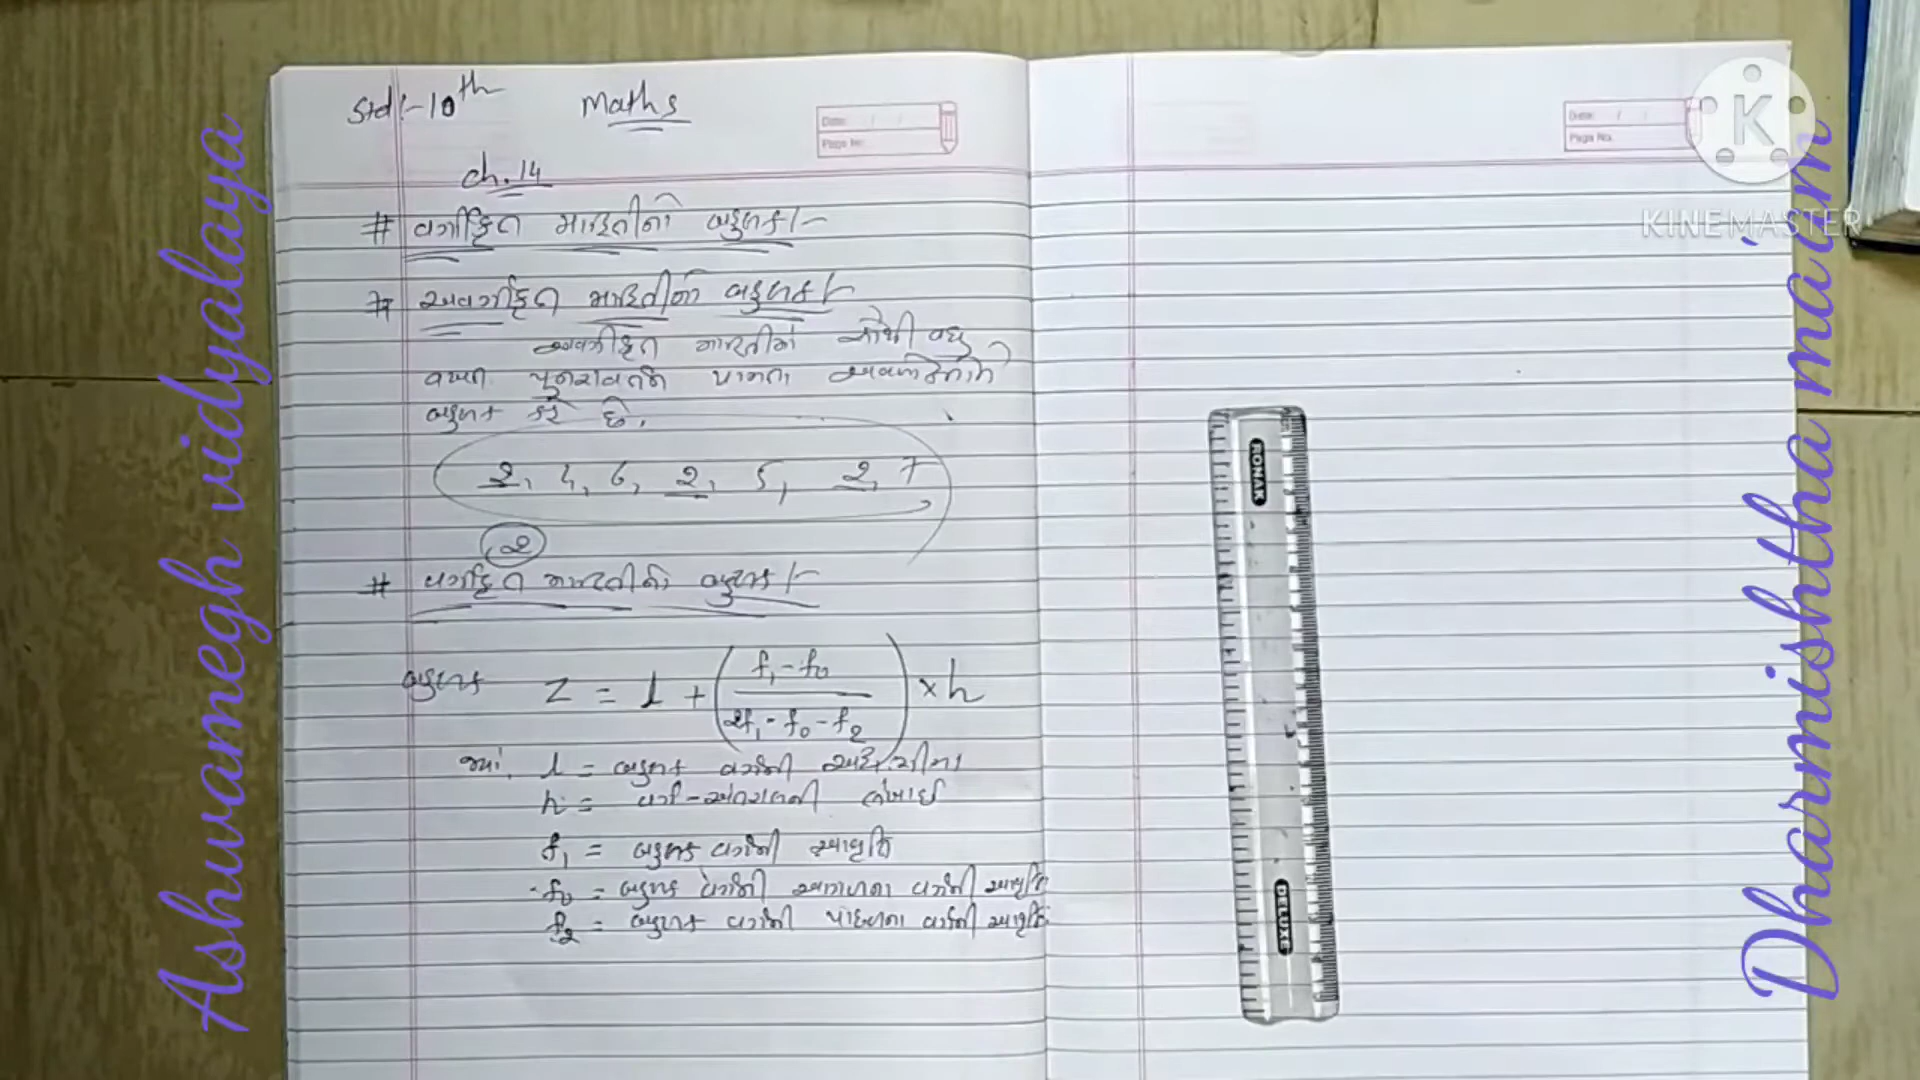 Std:-10th Maths
Date: / /
Page No:
Date: / /
Page No.
ch. 14
# વર્ગીકૃત માહિતીનો બહુલક :-
# અવર્ગીકૃત માહિતીનો બહુલક :-
અવર્ગીકૃત માહિતીમાં સૌથી વધુ
વખત પુનરાવર્તન પામતા અવલોકનને
બહુલક કહે છે.
2, 4, 6, 2, 5, 2, 7
2
# વર્ગીકૃત માહિતીનો બહુલક :-
બહુલક Z = l + ( f₁ - f₀ / 2f₁ - f₀ - f₂ ) × h
જ્યાં, l = બહુલક વર્ગની અધઃસીમા
h = વર્ગ-અંતરાલની લંબાઈ
f₁ = બહુલક વર્ગની આવૃત્તિ
f₀ = બહુલક વર્ગની આગળના વર્ગની આવૃત્તિ
f₂ = બહુલક વર્ગની પાછળના વર્ગની આવૃત્તિ
RONAK
DELUXE
Ashwamegh vidyalaya
Dharmishtha maam
K
KINEMASTER